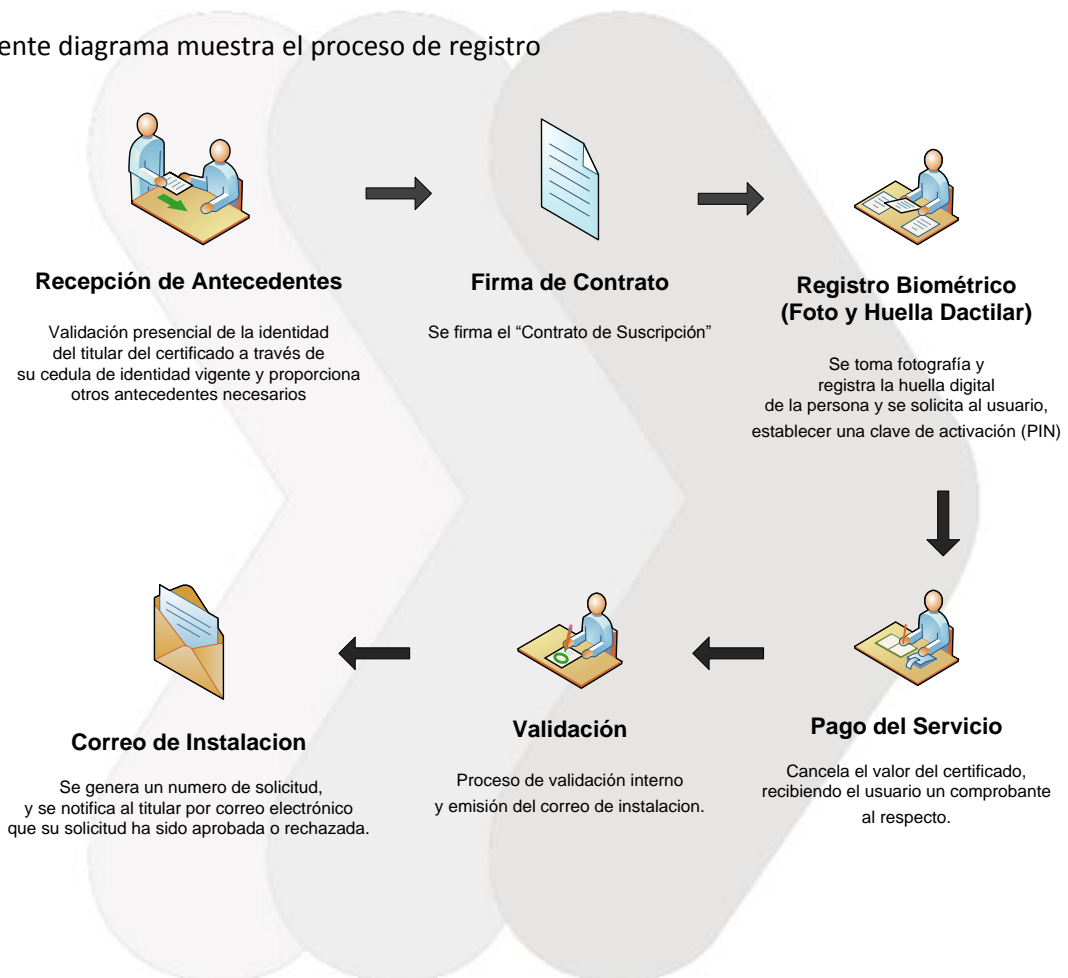 ente diagrama muestra el proceso de registro
Recepción de Antecedentes
Validación presencial de la identidad
del titular del certificado a través de
su cedula de identidad vigente y proporciona
otros antecedentes necesarios
Firma de Contrato
Se firma el “Contrato de Suscripción”
Registro Biométrico
(Foto y Huella Dactilar)
Se toma fotografía y
registra la huella digital
de la persona y se solicita al usuario,
establecer una clave de activación (PIN)
Correo de Instalacion
Se genera un numero de solicitud,
y se notifica al titular por correo electrónico
que su solicitud ha sido aprobada o rechazada.
Validación
Proceso de validación interno
y emisión del correo de instalacion.
Pago del Servicio
Cancela el valor del certificado,
recibiendo el usuario un comprobante
al respecto.